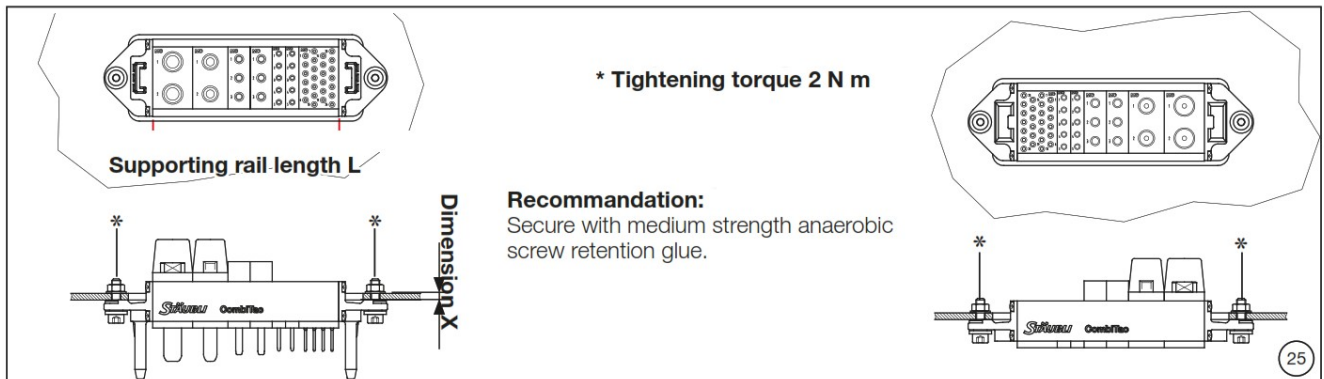 * Tightening torque 2 N m
Supporting rail length L
Recommandation:
Secure with medium strength anaerobic
screw retention glue.
Dimension X
*
*
*
*
STÄUBLI CombiTac
STÄUBLI CombiTac
25